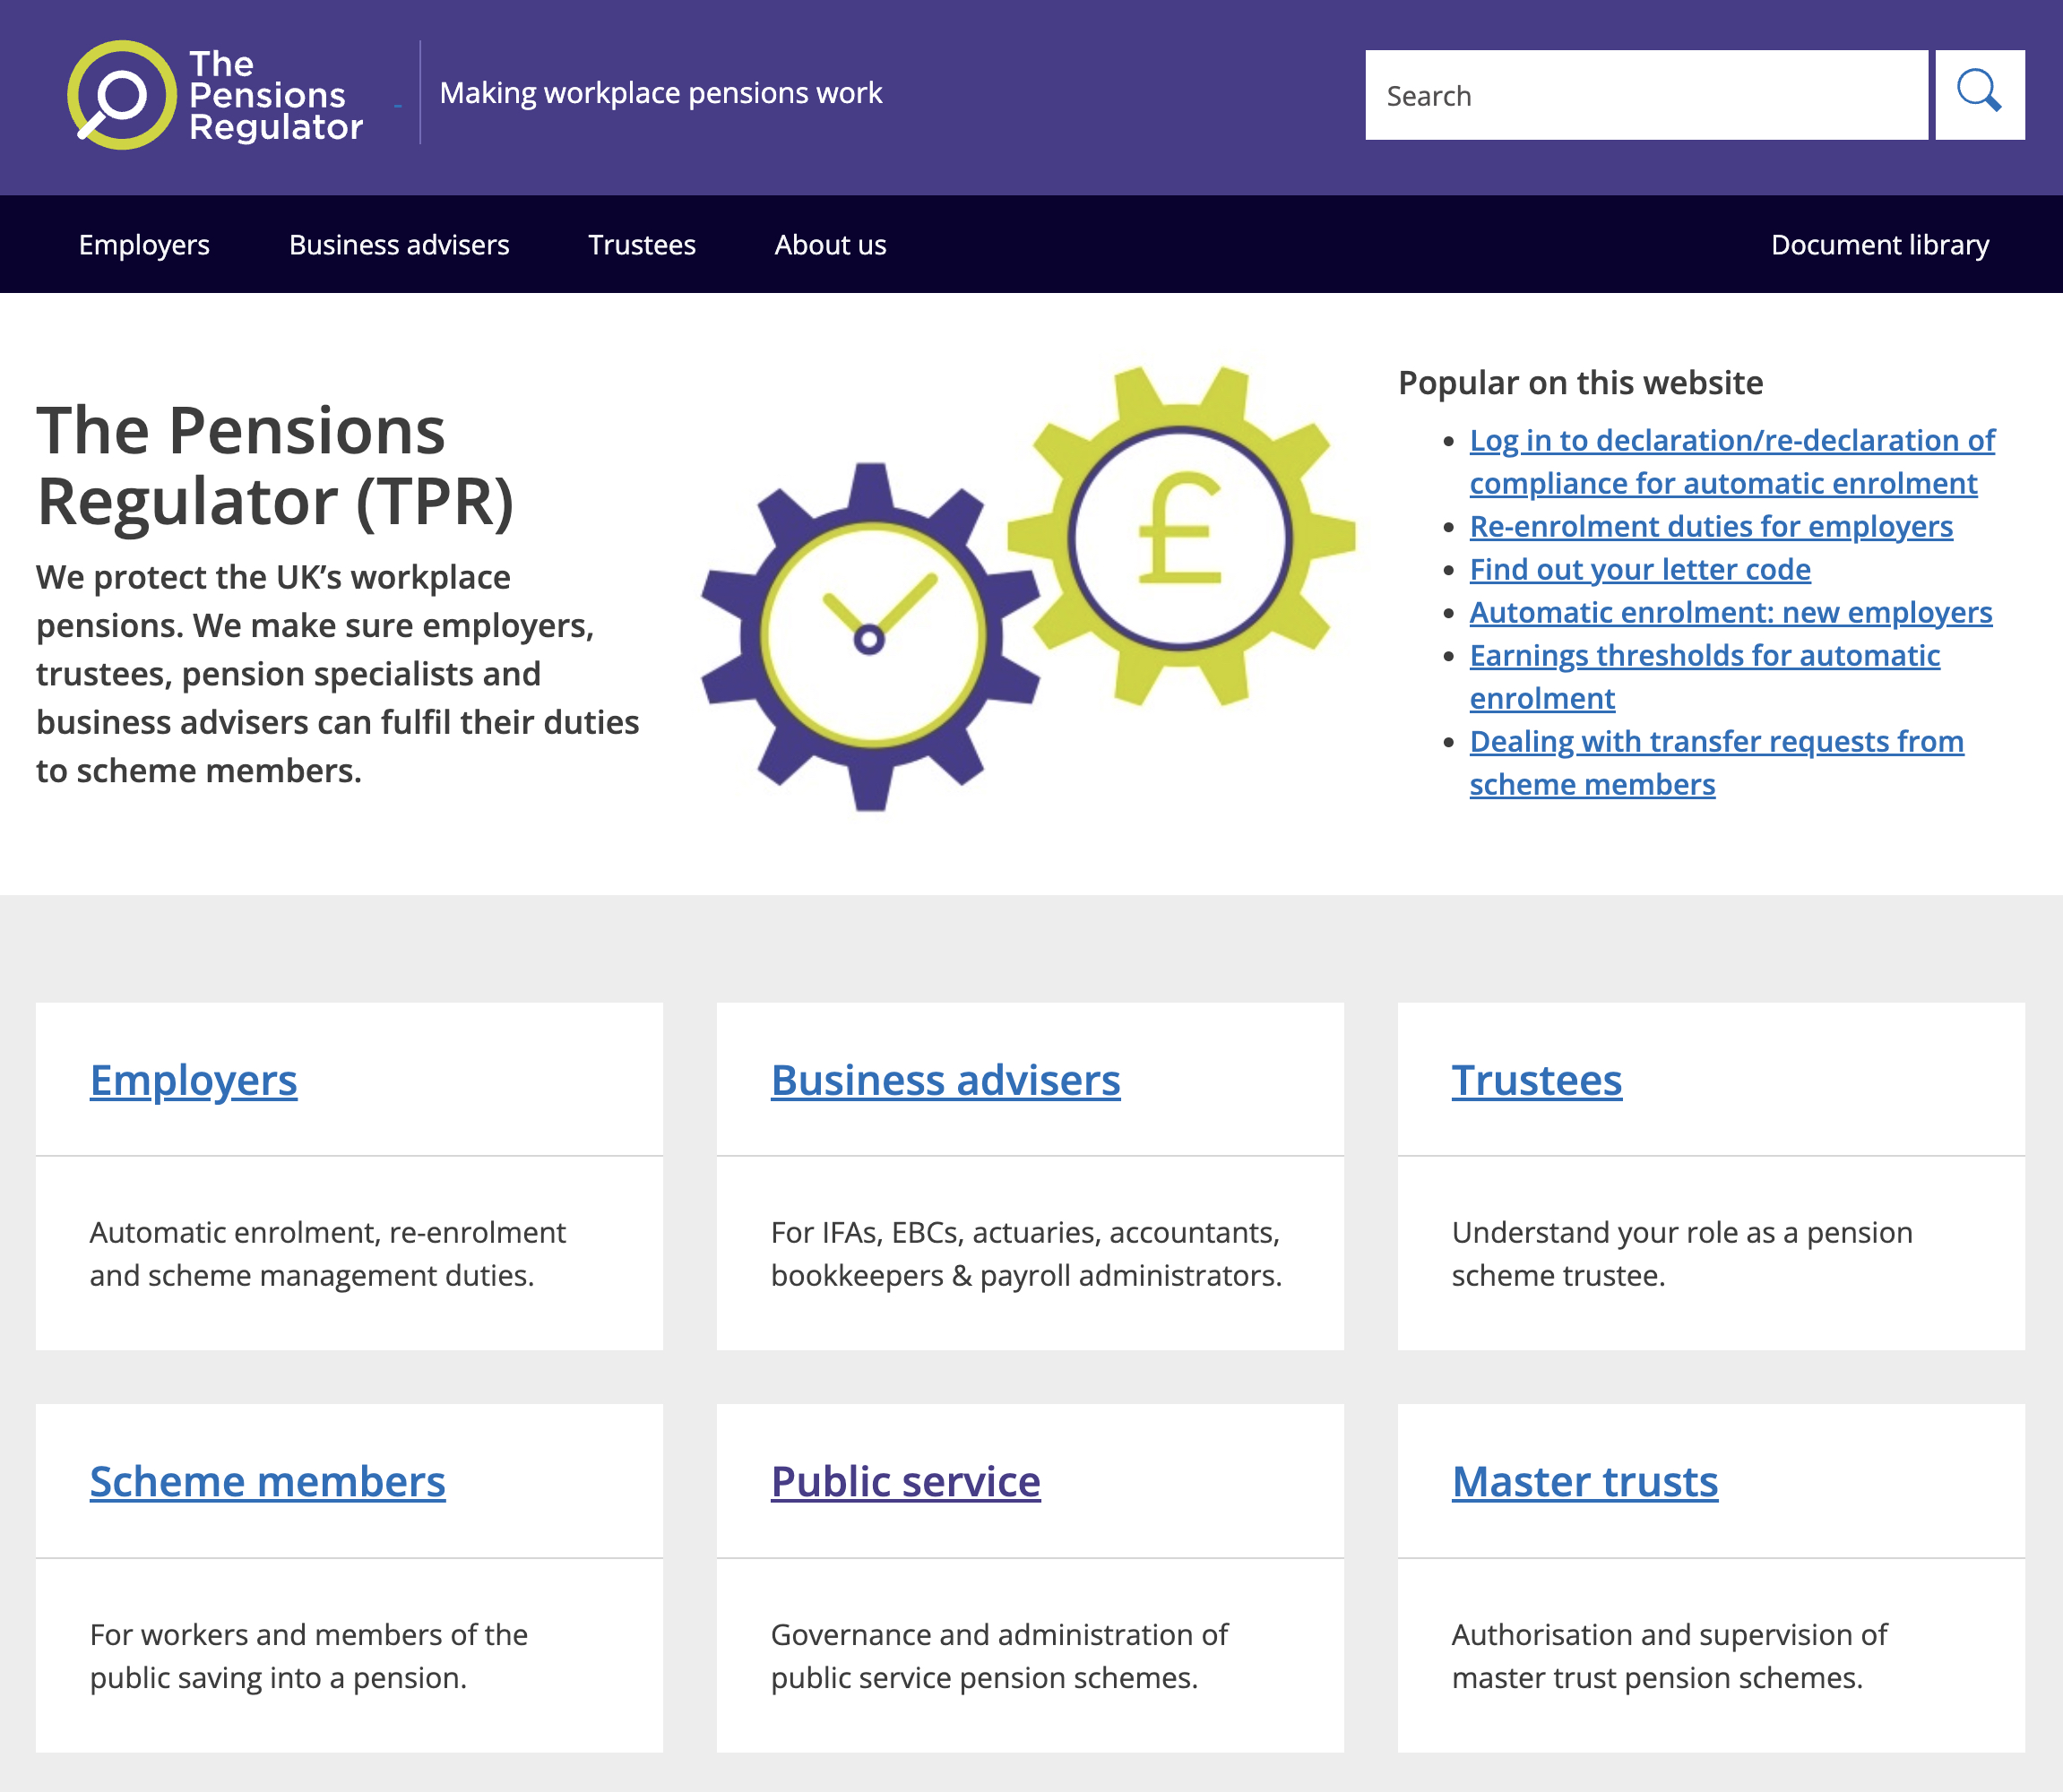 The
Pensions
Regulator
Making workplace pensions work
Search
Employers
Business advisers
Trustees
About us
Document library
The Pensions
Regulator (TPR)
We protect the UK’s workplace
pensions. We make sure employers,
trustees, pension specialists and
business advisers can fulfil their duties
to scheme members.
£
Popular on this website
Log in to declaration/re-declaration of
compliance for automatic enrolment
Re-enrolment duties for employers
Find out your letter code
Automatic enrolment: new employers
Earnings thresholds for automatic
enrolment
Dealing with transfer requests from
scheme members
Employers
Automatic enrolment, re-enrolment
and scheme management duties.
Business advisers
For IFAs, EBCs, actuaries, accountants,
bookkeepers & payroll administrators.
Trustees
Understand your role as a pension
scheme trustee.
Scheme members
For workers and members of the
public saving into a pension.
Public service
Governance and administration of
public service pension schemes.
Master trusts
Authorisation and supervision of
master trust pension schemes.